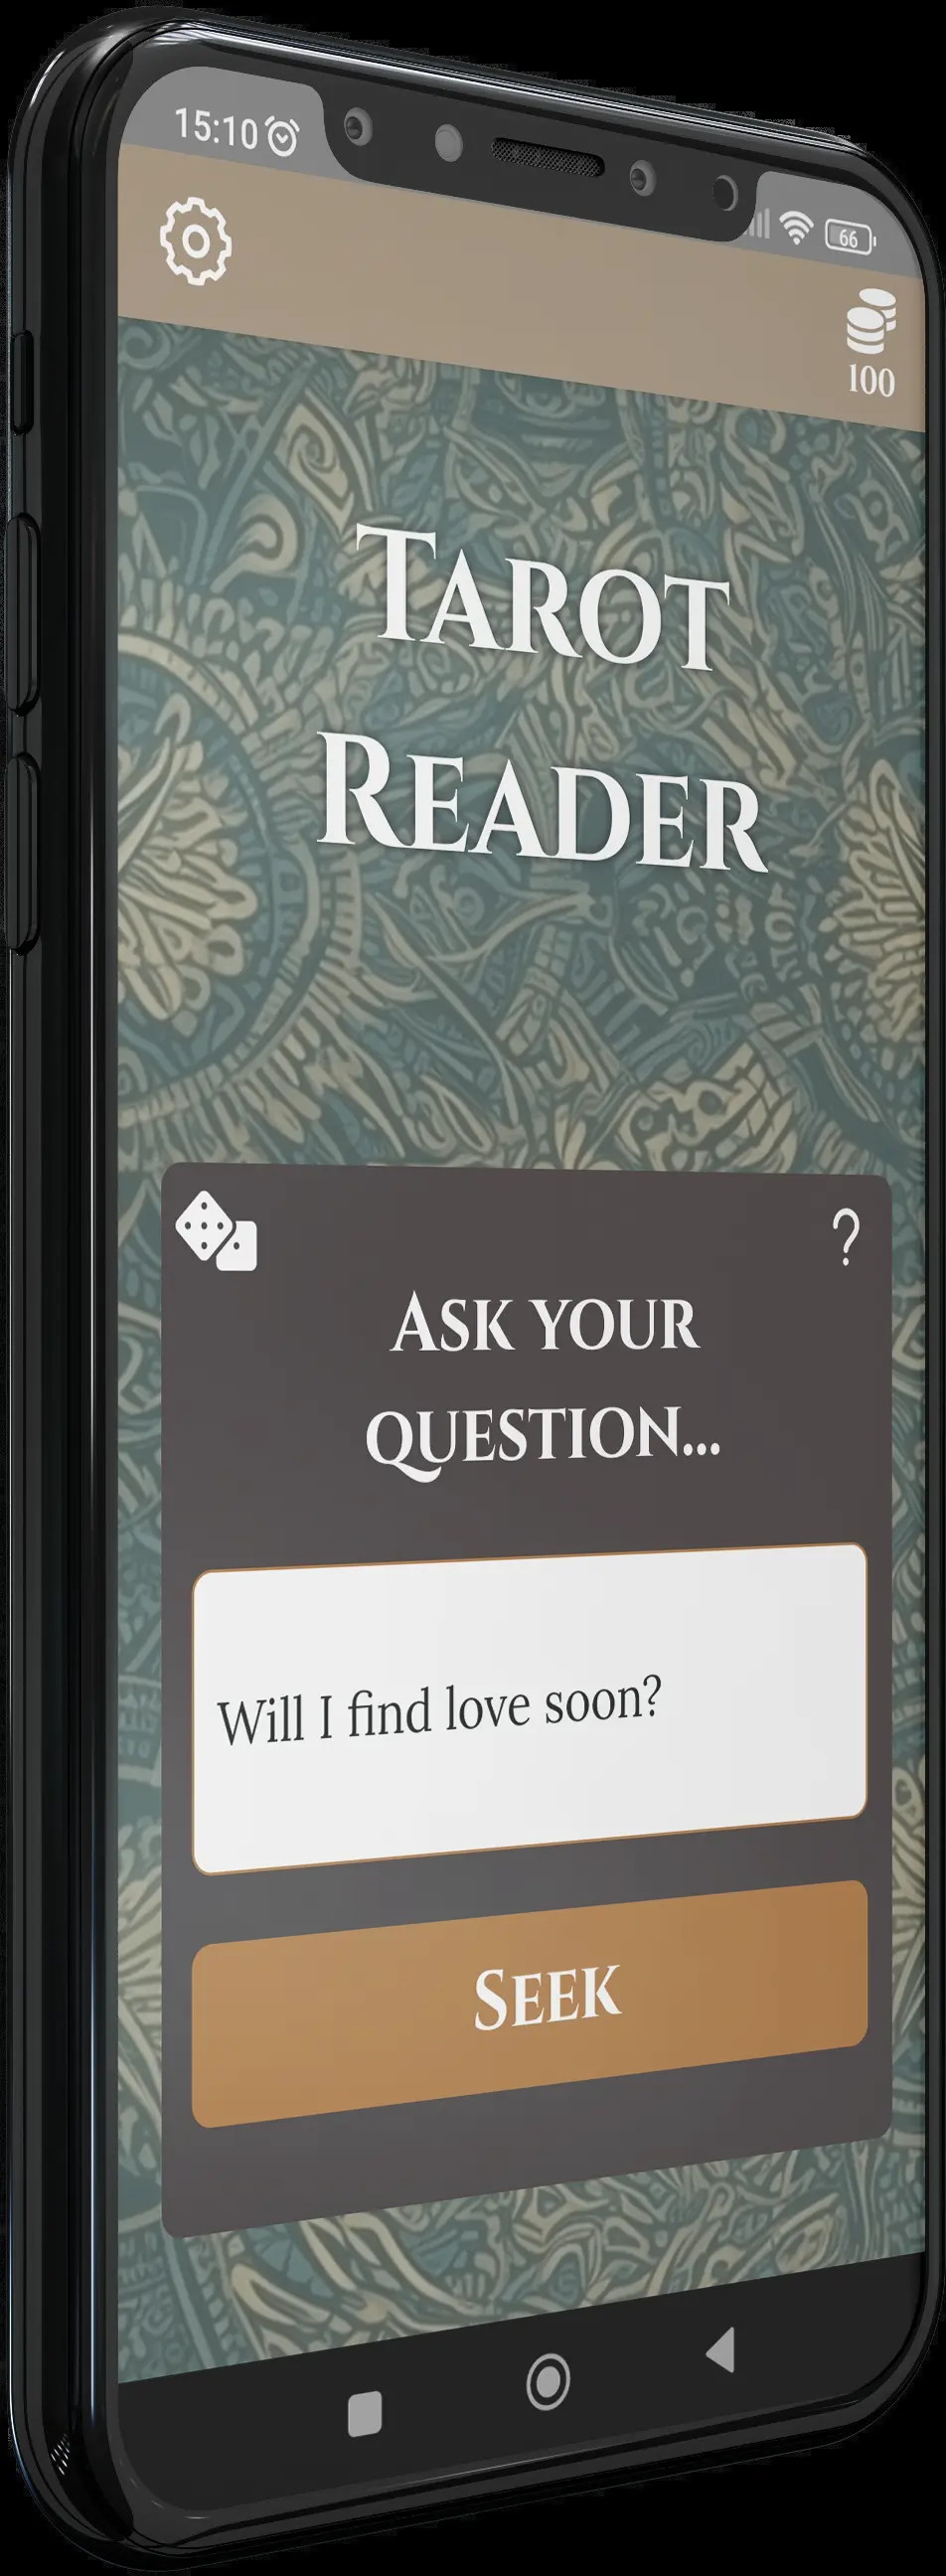 15:10
66
100
Tarot
Reader
?
Ask your
question...
Will I find love soon?
Seek